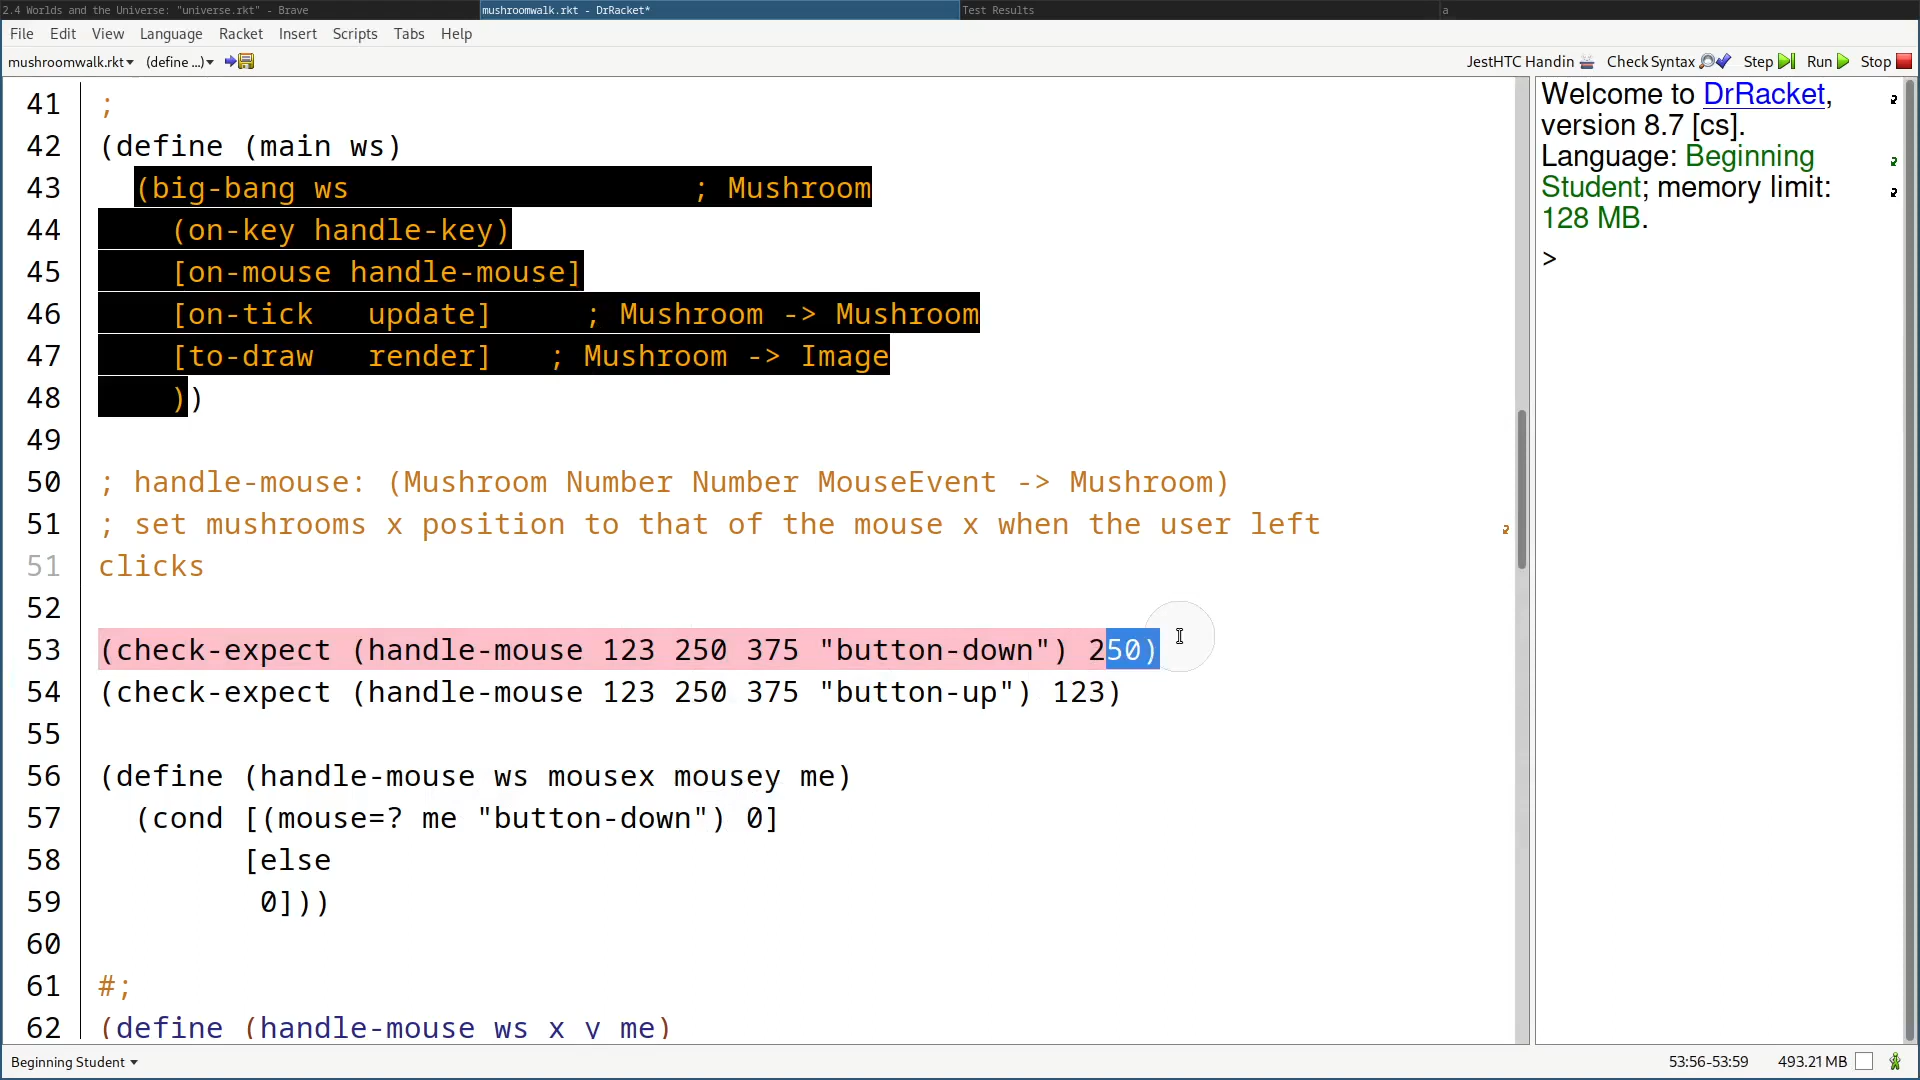 2.4 Worlds and the Universe: "universe.rkt" - Brave
mushroomwalk.rkt - DrRacket*
Test Results
a
File Edit View Language Racket Insert Scripts Tabs Help
mushroomwalk.rkt▾ (define ...)▾
JestHTC Handin Check Syntax Step Run Stop
41 ;
42 (define (main ws)
43   (big-bang ws                   ; Mushroom
44     (on-key handle-key)
45     [on-mouse handle-mouse]
46     [on-tick   update]     ; Mushroom -> Mushroom
47     [to-draw   render]   ; Mushroom -> Image
48     ))
49
50 ; handle-mouse: (Mushroom Number Number MouseEvent -> Mushroom)
51 ; set mushrooms x position to that of the mouse x when the user left
51 clicks
52
53 (check-expect (handle-mouse 123 250 375 "button-down") 250)
54 (check-expect (handle-mouse 123 250 375 "button-up") 123)
55
56 (define (handle-mouse ws mousex mousey me)
57   (cond [(mouse=? me "button-down") 0]
58         [else
59          0]))
60
61 #;
62 (define (handle-mouse ws x y me)
Welcome to DrRacket,
version 8.7 [cs].
Language: Beginning
Student; memory limit:
128 MB.
>
Beginning Student ▾
53:56-53:59 493.21 MB